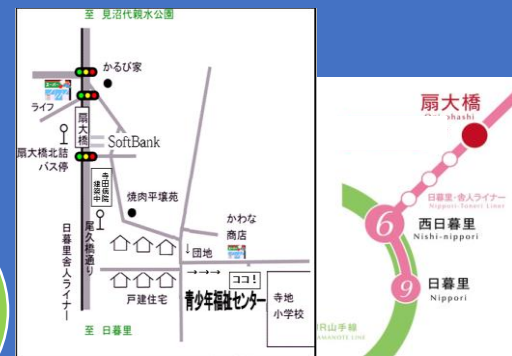 至 見沼代親水公園
かるび家
ライフ
扇大橋
SoftBank
扇大橋北詰
バス停
寺田病院
建築中
焼肉平壌苑
かわな
商店
日暮里舎人ライナー
尾久橋通り
↓団地
→→→
ココ!
戸建住宅
青少年福祉センター
寺地
小学校
至 日暮里
扇大橋
ohashi
日暮里・舎人ライナー
Nippori-Toneri Liner
6
西日暮里
Nishi-nippori
9
日暮里
Nippori
JR山手線
YAMANOTE LINE